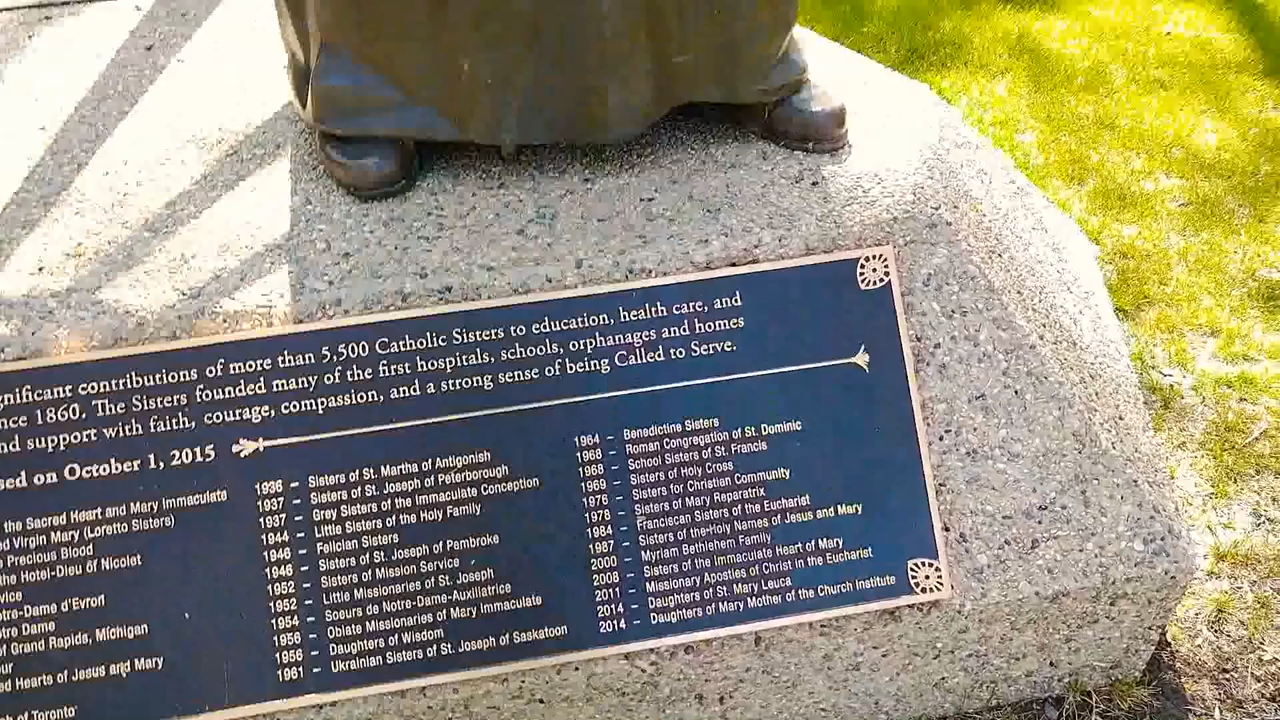 gnificant contributions of more than 5,500 Catholic Sisters to education, health care, and
nce 1860. The Sisters founded many of the first hospitals, schools, orphanages and homes
nd support with faith, courage, compassion, and a strong sense of being Called to Serve.
sed on October 1, 2015
the Sacred Heart and Mary Immaculate
ed Virgin Mary (Loretto Sisters)
Precious Blood
the Hotel-Dieu of Nicolet
vice
otre-Dame d'Evron
tre Dame
of Grand Rapids, Michigan
our
ed Hearts of Jesus and Mary
ph of Toronto
1936 – Sisters of St. Martha of Antigonish
1937 – Sisters of St. Joseph of Peterborough
1937 – Grey Sisters of the Immaculate Conception
1944 – Little Sisters of the Holy Family
1946 – Felician Sisters
1946 – Sisters of St. Joseph of Pembroke
1952 – Sisters of Mission Service
1952 – Little Missionaries of St. Joseph
1954 – Soeurs de Notre-Dame-Auxiliatrice
1956 – Oblate Missionaries of Mary Immaculate
1956 – Daughters of Wisdom
1961 – Ukrainian Sisters of St. Joseph of Saskatoon
1964 – Benedictine Sisters
1968 – Roman Congregation of St. Dominic
1968 – School Sisters of St. Francis
1969 – Sisters of Holy Cross
1976 – Sisters for Christian Community
1978 – Sisters of Mary Reparatrix
1984 – Franciscan Sisters of the Eucharist
1987 – Sisters of the Holy Names of Jesus and Mary
2000 – Myriam Bethlehem Family
2008 – Sisters of the Immaculate Heart of Mary
2011 – Missionary Apostles of Christ in the Eucharist
2014 – Daughters of St. Mary Leuca
2014 – Daughters of Mary Mother of the Church Institute